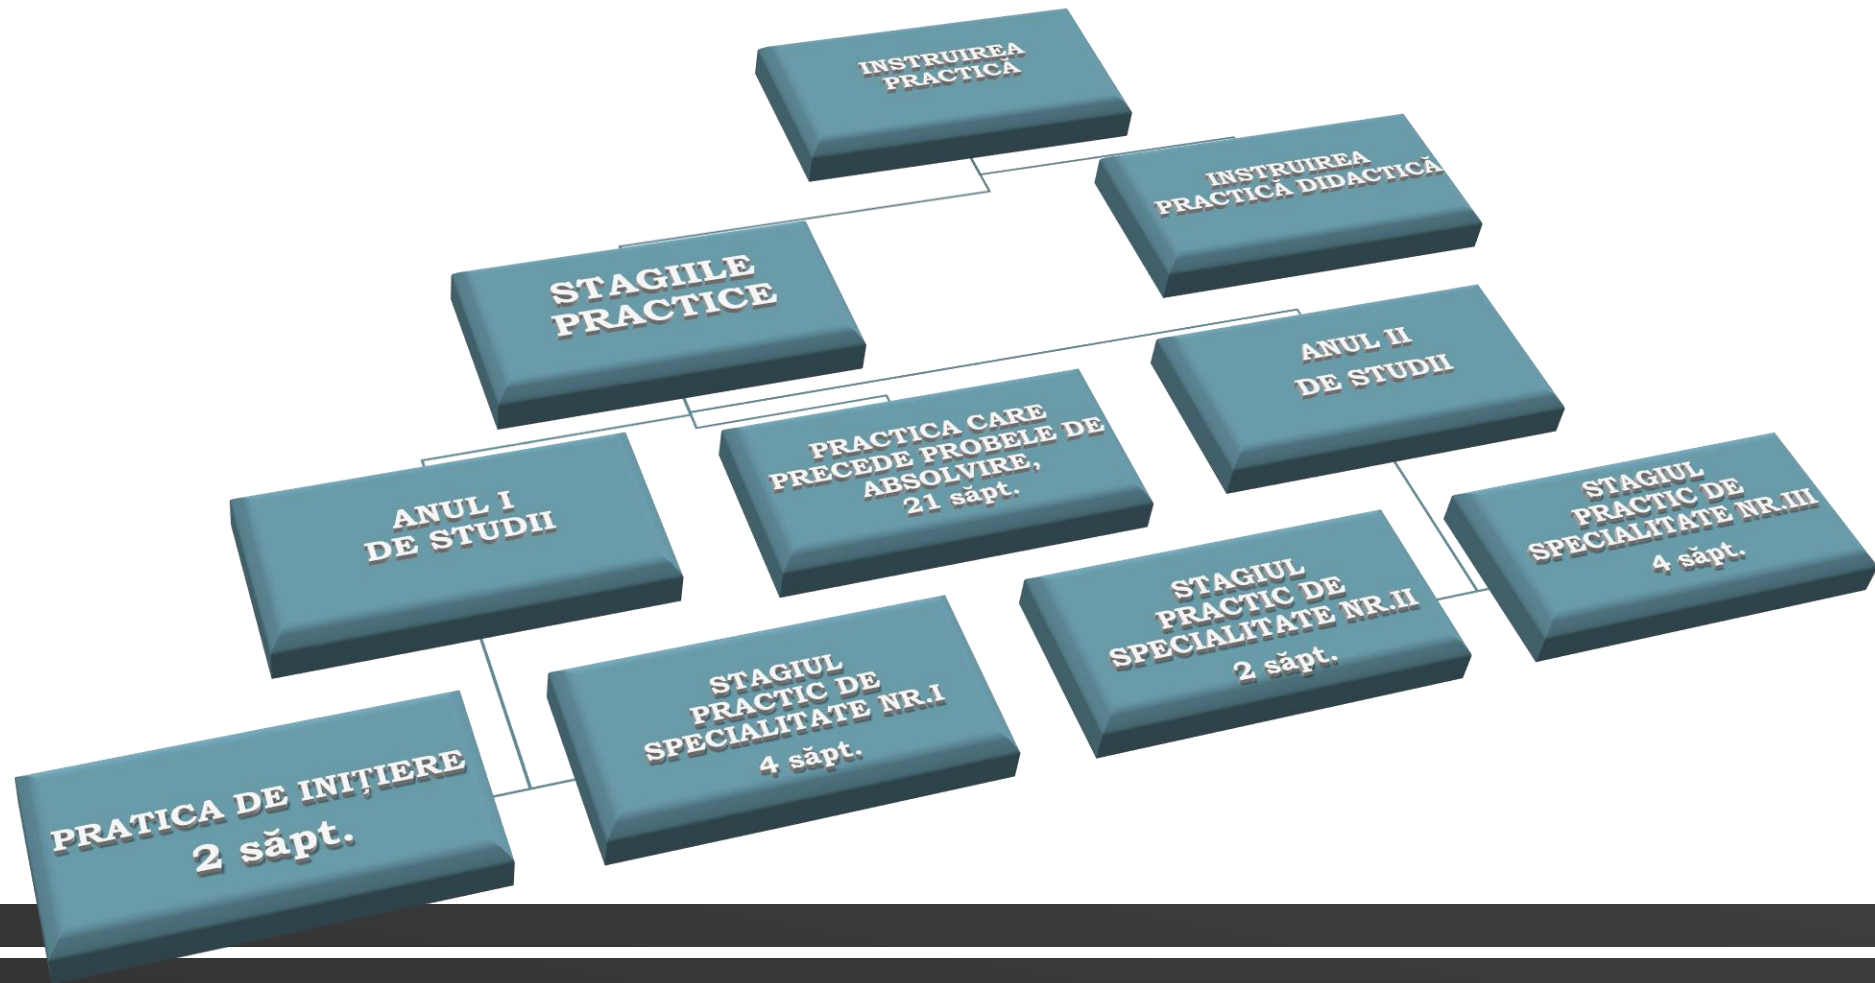 INSTRUIREA
PRACTICĂ
INSTRUIREA
PRACTICĂ DIDACTICĂ
STAGIILE
PRACTICE
ANUL II
DE STUDII
PRACTICA CARE
PRECEDE PROBELE DE
ABSOLVIRE,
21 săpt.
ANUL I
DE STUDII
STAGIUL
PRACTIC DE
SPECIALITATE NR.III
4 săpt.
STAGIUL
PRACTIC DE
SPECIALITATE NR.II
2 săpt.
STAGIUL
PRACTIC DE
SPECIALITATE NR.I
4 săpt.
PRATICA DE INIȚIERE
2 săpt.